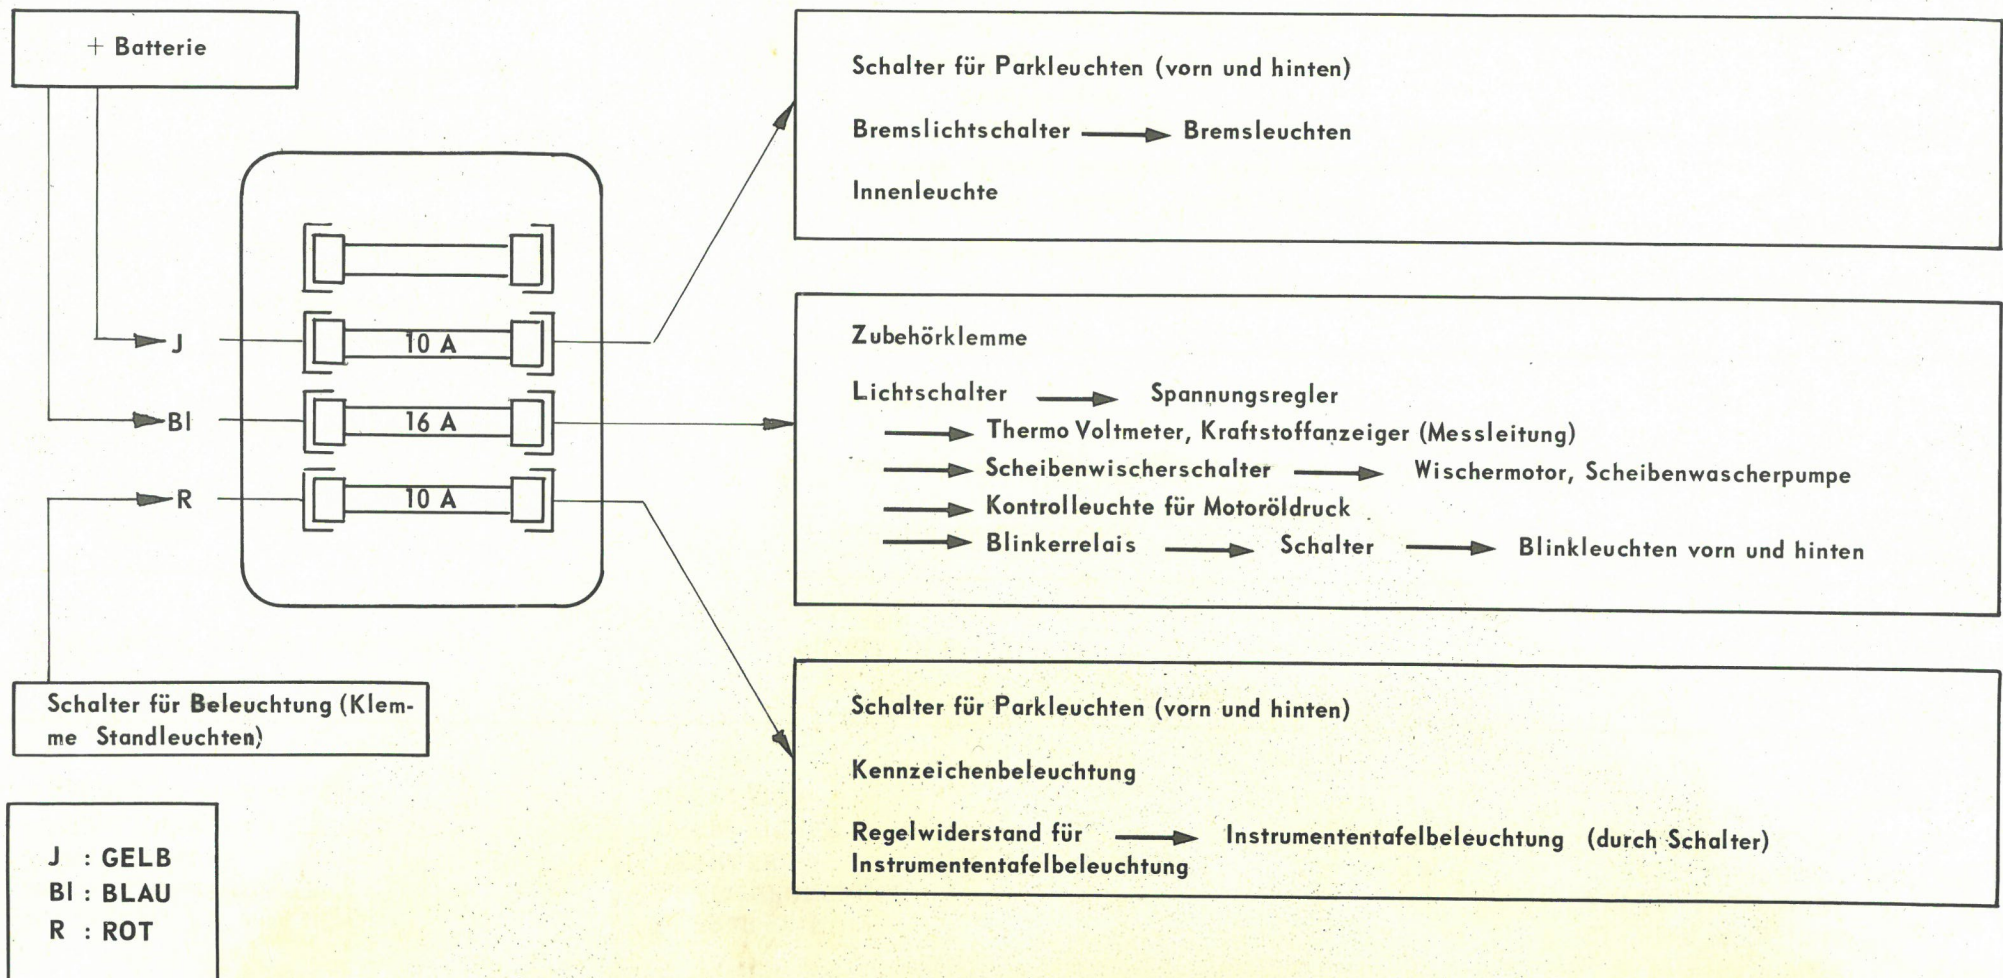 + Batterie
Schalter für Parkleuchten (vorn und hinten)
Bremslichtschalter Bremsleuchten
Innenleuchte
J
10 A
Bl
16 A
R
10 A
Zubehörklemme
Lichtschalter Spannungsregler
Thermo Voltmeter, Kraftstoffanzeiger (Messleitung)
Scheibenwischerschalter Wischermotor, Scheibenwascherpumpe
Kontrolleuchte für Motoröldruck
Blinkerrelais Schalter Blinkleuchten vorn und hinten
Schalter für Beleuchtung (Klem-
me Standleuchten)
Schalter für Parkleuchten (vorn und hinten)
Kennzeichenbeleuchtung
Regelwiderstand für Instrumententafelbeleuchtung (durch Schalter)
Instrumententafelbeleuchtung
J : GELB
Bl : BLAU
R : ROT